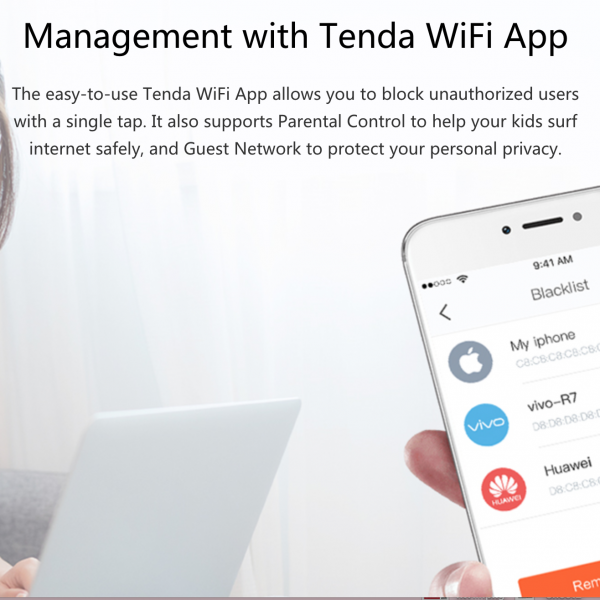 Management with Tenda WiFi App
The easy-to-use Tenda WiFi App allows you to block unauthorized users
with a single tap. It also supports Parental Control to help your kids surf
internet safely, and Guest Network to protect your personal privacy.
9:41 AM
Blacklist
My iphone
vivo
vivo-R7
Huawei
HUAWEI